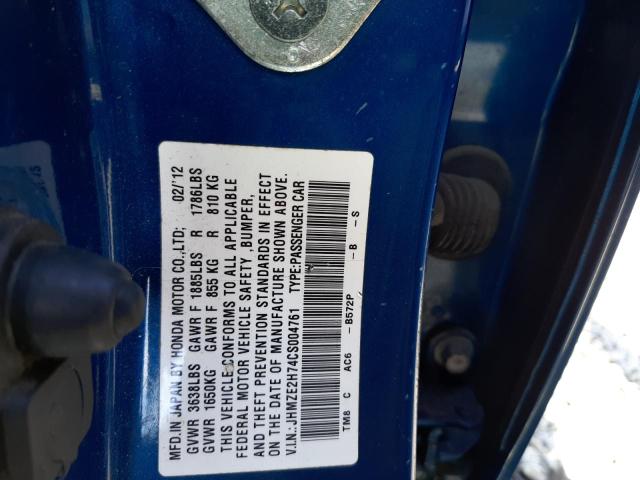 MFD.IN JAPAN BY HONDA MOTOR CO.,LTD; 02/'12
GVWR 3638LBS GAWR F 1885LBS R 1786LBS
GVWR 1650KG GAWR F 855 KG R 810 KG
THIS VEHICLE CONFORMS TO ALL APPLICABLE
FEDERAL MOTOR VEHICLE SAFETY ,BUMPER,
AND THEFT PREVENTION STANDARDS IN EFFECT
ON THE DATE OF MANUFACTURE SHOWN ABOVE.
V.I.N.:JHMZE2H74CS004761 TYPE:PASSENGER CAR
TM8 C AC6 -B572P -B -S